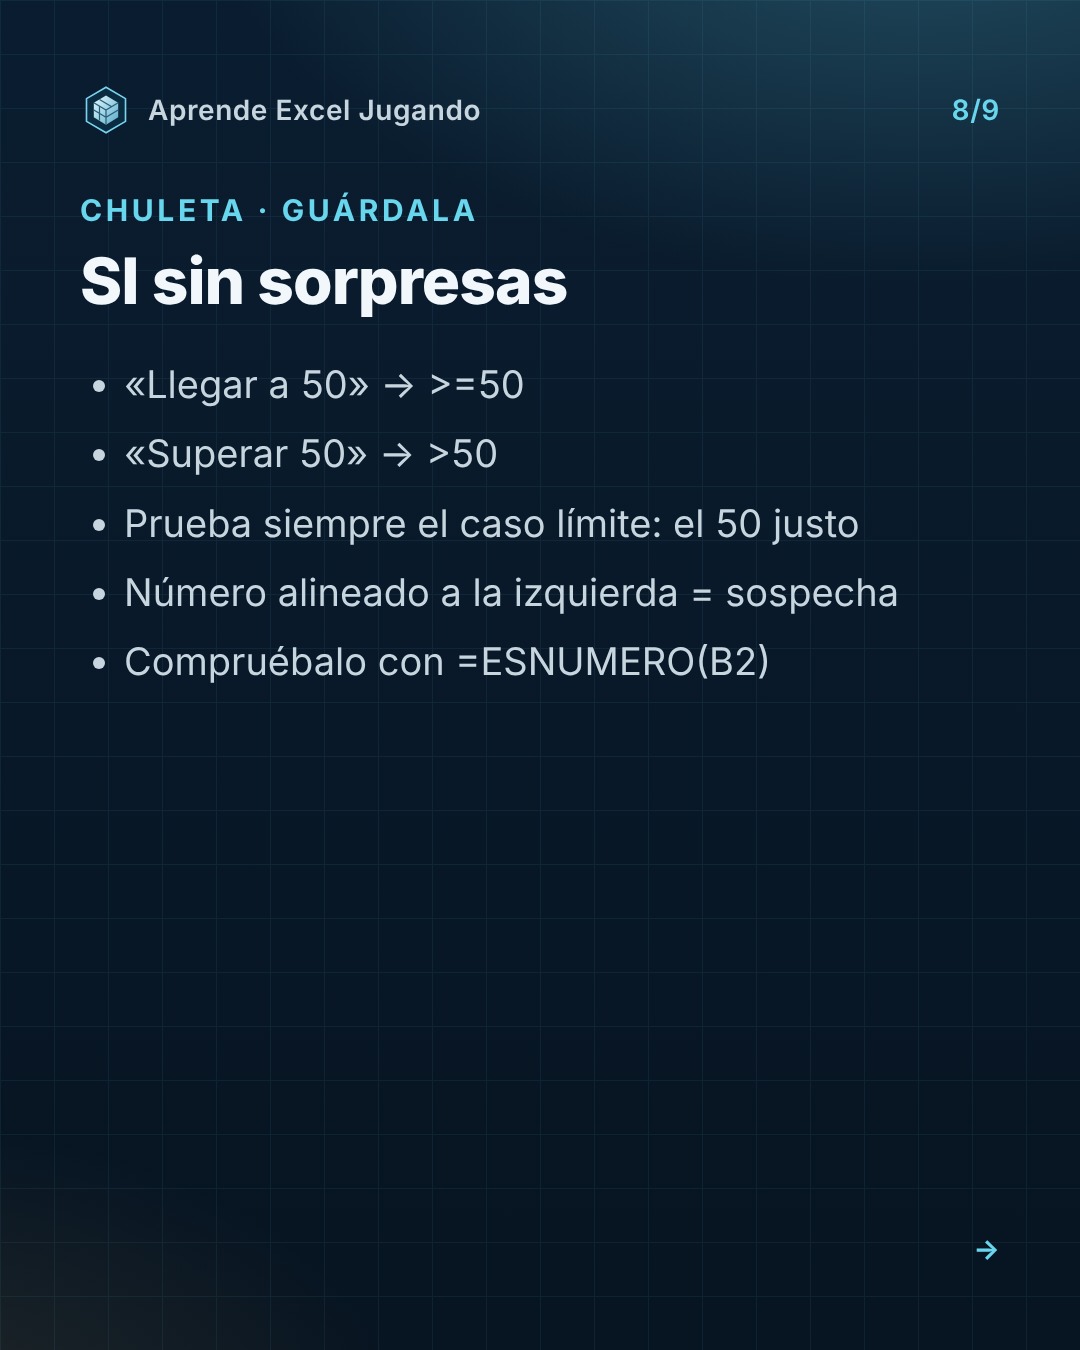 Aprende Excel Jugando
8/9
CHULETA · GUÁRDALA
SI sin sorpresas
• «Llegar a 50» → >=50
• «Superar 50» → >50
• Prueba siempre el caso límite: el 50 justo
• Número alineado a la izquierda = sospecha
• Compruébalo con =ESNUMERO(B2)
→